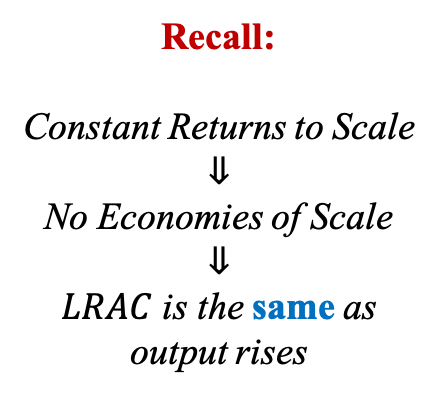 Recall:
Constant Returns to Scale
⇓
No Economies of Scale
⇓
LRAC is the same as
output rises